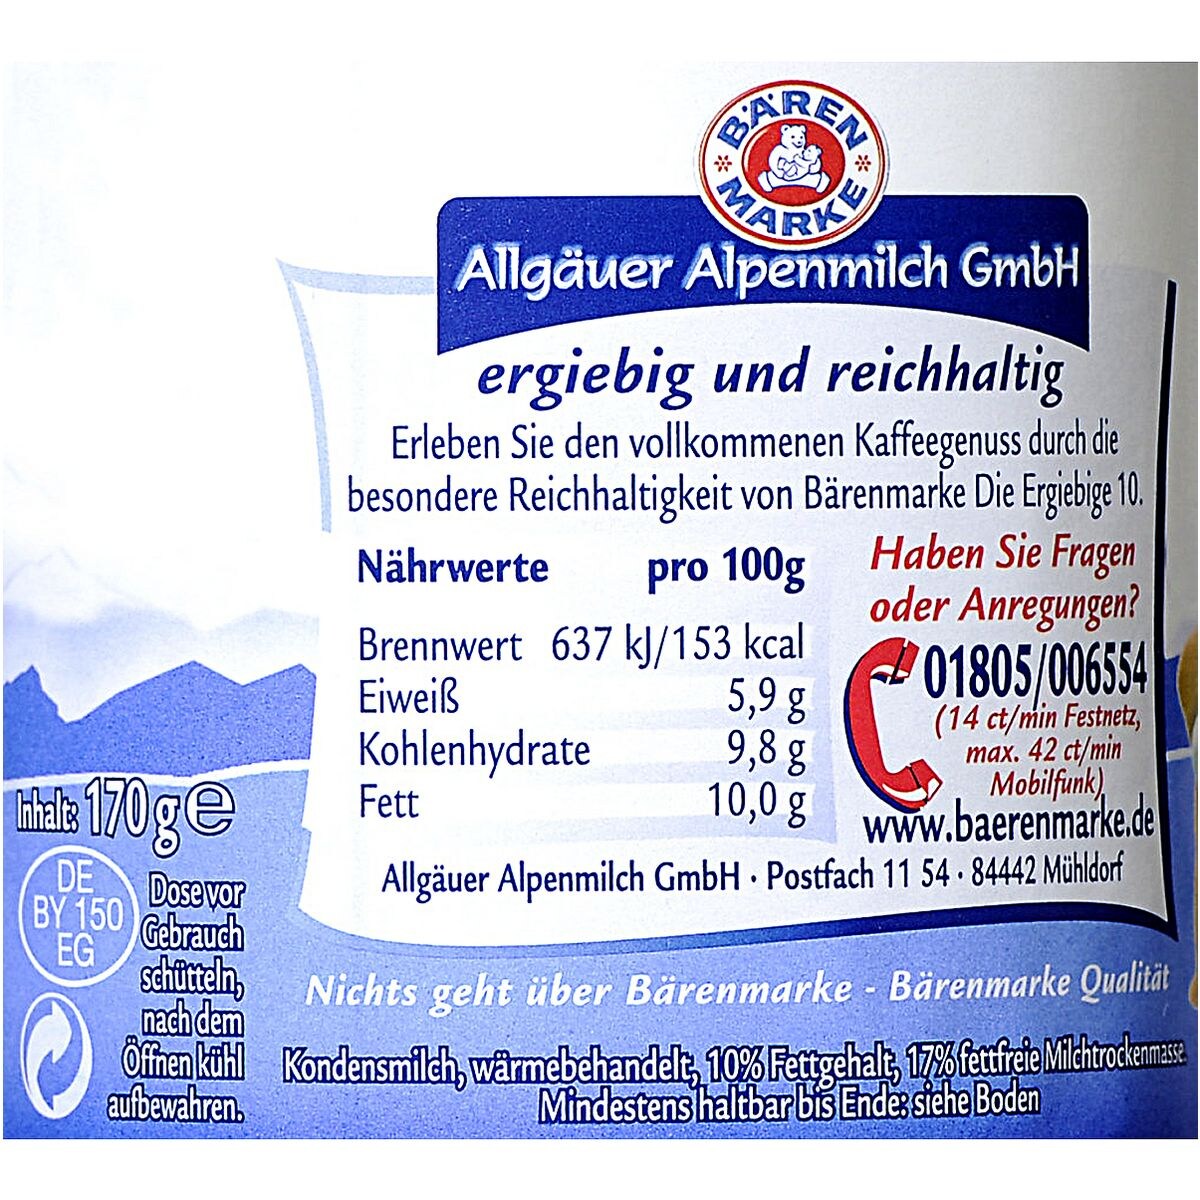 BÄREN
MARKE
Allgäuer Alpenmilch GmbH
ergiebig und reichhaltig
Erleben Sie den vollkommenen Kaffeegenuss durch die
besondere Reichhaltigkeit von Bärenmarke Die Ergiebige 10.
Nährwerte pro 100g
Brennwert 637 kJ/153 kcal
Eiweiß 5,9 g
Kohlenhydrate 9,8 g
Fett 10,0 g
Haben Sie Fragen
oder Anregungen?
01805/006554
(14 ct/min Festnetz,
max. 42 ct/min
Mobilfunk)
www.baerenmarke.de
Allgäuer Alpenmilch GmbH · Postfach 11 54 · 84442 Mühldorf
Inhalt: 170 g e
DE
BY 150
EG
Dose vor
Gebrauch
schütteln,
nach dem
Öffnen kühl
aufbewahren.
Nichts geht über Bärenmarke - Bärenmarke Qualität
Kondensmilch, wärmebehandelt, 10% Fettgehalt, 17% fettfreie Milchtrockenmasse.
Mindestens haltbar bis Ende: siehe Boden